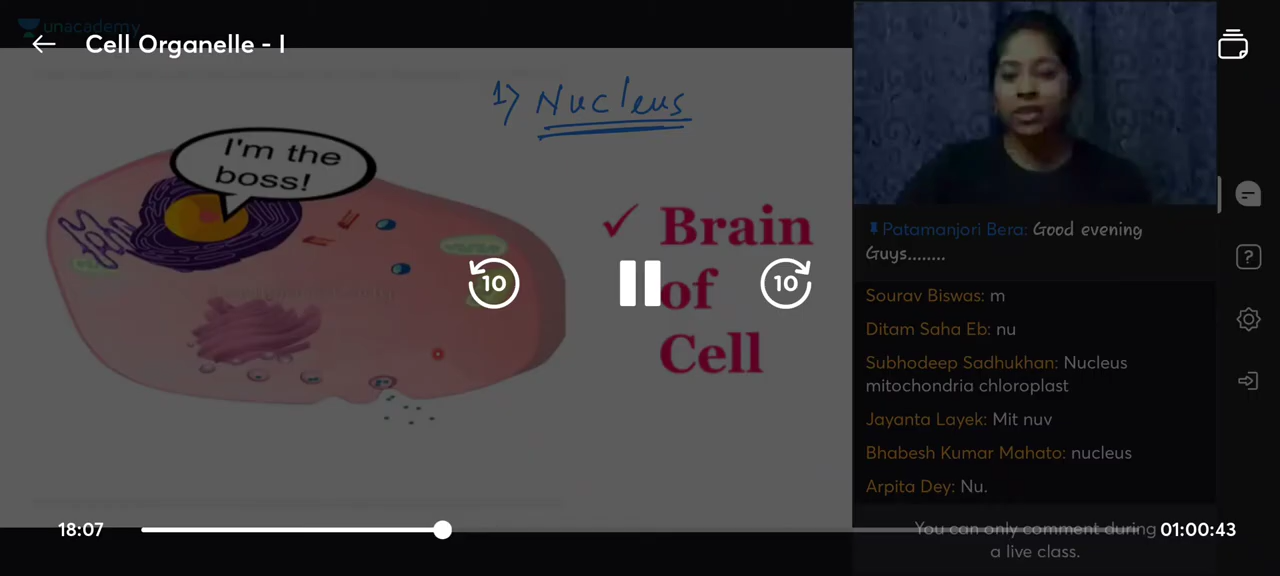 unacademy
Cell Organelle - I
1) Nucleus
I'm the
boss!
✓ Brain
of
Cell
10
10
Patamanjori Bera: Good evening
Guys........
Sourav Biswas: m
Ditam Saha Eb: nu
Subhodeep Sadhukhan: Nucleus
mitochondria chloroplast
Jayanta Layek: Mit nuv
Bhabesh Kumar Mahato: nucleus
Arpita Dey: Nu.
You can only comment during
a live class.
?
18:07
01:00:43